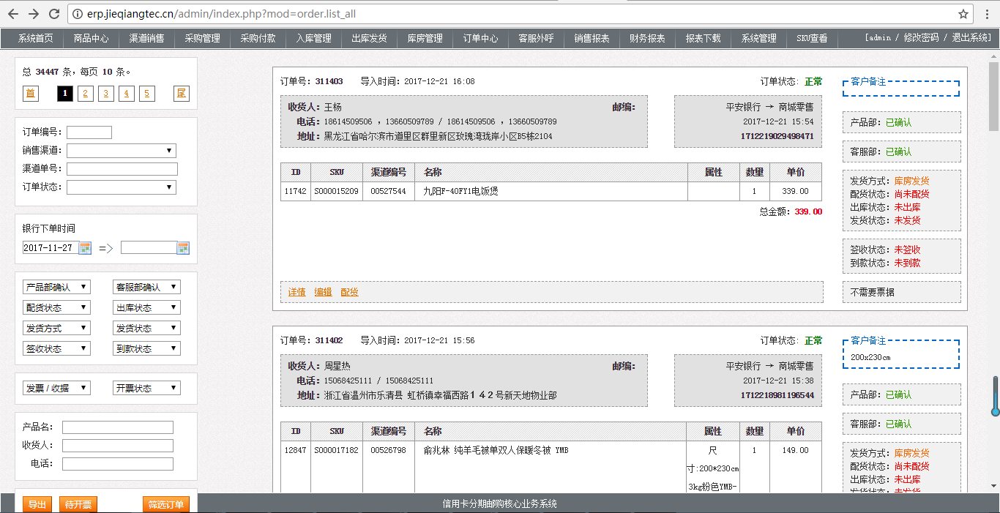 erp.jieqiangtec.cn/admin/index.php?mod=order.list_all
系统首页 商品中心 渠道销售 采购管理 采购付款 入库管理 出库发货 库房管理 订单中心 客服外呼 销售报表 财务报表 报表下载 系统管理 SKU查看 [admin / 修改密码 / 退出系统]
总 34447 条，每页 10 条。
首 1 2 3 4 5 尾
订单编号：
销售渠道：
渠道单号：
订单状态：
银行下单时间
2017-11-27 =>
产品部确认 客服部确认
配货状态 出库状态
发货方式 发货状态
签收状态 到款状态
发票 / 收据 开票状态
产品名：
收货人：
电话：
导出 待开票 筛选订单
订单号：311403 导入时间：2017-12-21 16:08 订单状态：正常
收货人：王杨 邮编：
电话：18614509506 ，13660509789 / 18614509506 ，13660509789
地址：黑龙江省哈尔滨市道里区群里新区玫瑰湾珑岸小区B5栋2104
平安银行 → 商城零售
2017-12-21 15:54
1712219029498471
ID SKU 渠道编号 名称 属性 数量 单价
11742 S000015209 00527544 九阳F-40FY1电饭煲 1 339.00
总金额：339.00
详情 编辑 配货
客户备注
产品部：已确认
客服部：已确认
发货方式：库房发货
配货状态：尚未配货
出库状态：未出库
发货状态：未发货
签收状态：未签收
到款状态：未到款
不需要票据
订单号：311402 导入时间：2017-12-21 15:56 订单状态：正常
收货人：周星热 邮编：
电话：15068425111 / 15068425111
地址：浙江省温州市乐清县 虹桥镇幸福西路１４２号新天地物业部
平安银行 → 商城零售
2017-12-21 15:38
1712218981196544
ID SKU 渠道编号 名称 属性 数量 单价
12847 S000017182 00526798 俞兆林 纯羊毛被单双人保暖冬被 YMB 尺 1 149.00
寸:200*230cm
3kg粉色YMB-
客户备注
200x230cm
产品部：已确认
客服部：已确认
发货方式：库房发货
配货状态：尚未配货
出库状态：未出库
发货状态：未发货
信用卡分期邮购核心业务系统